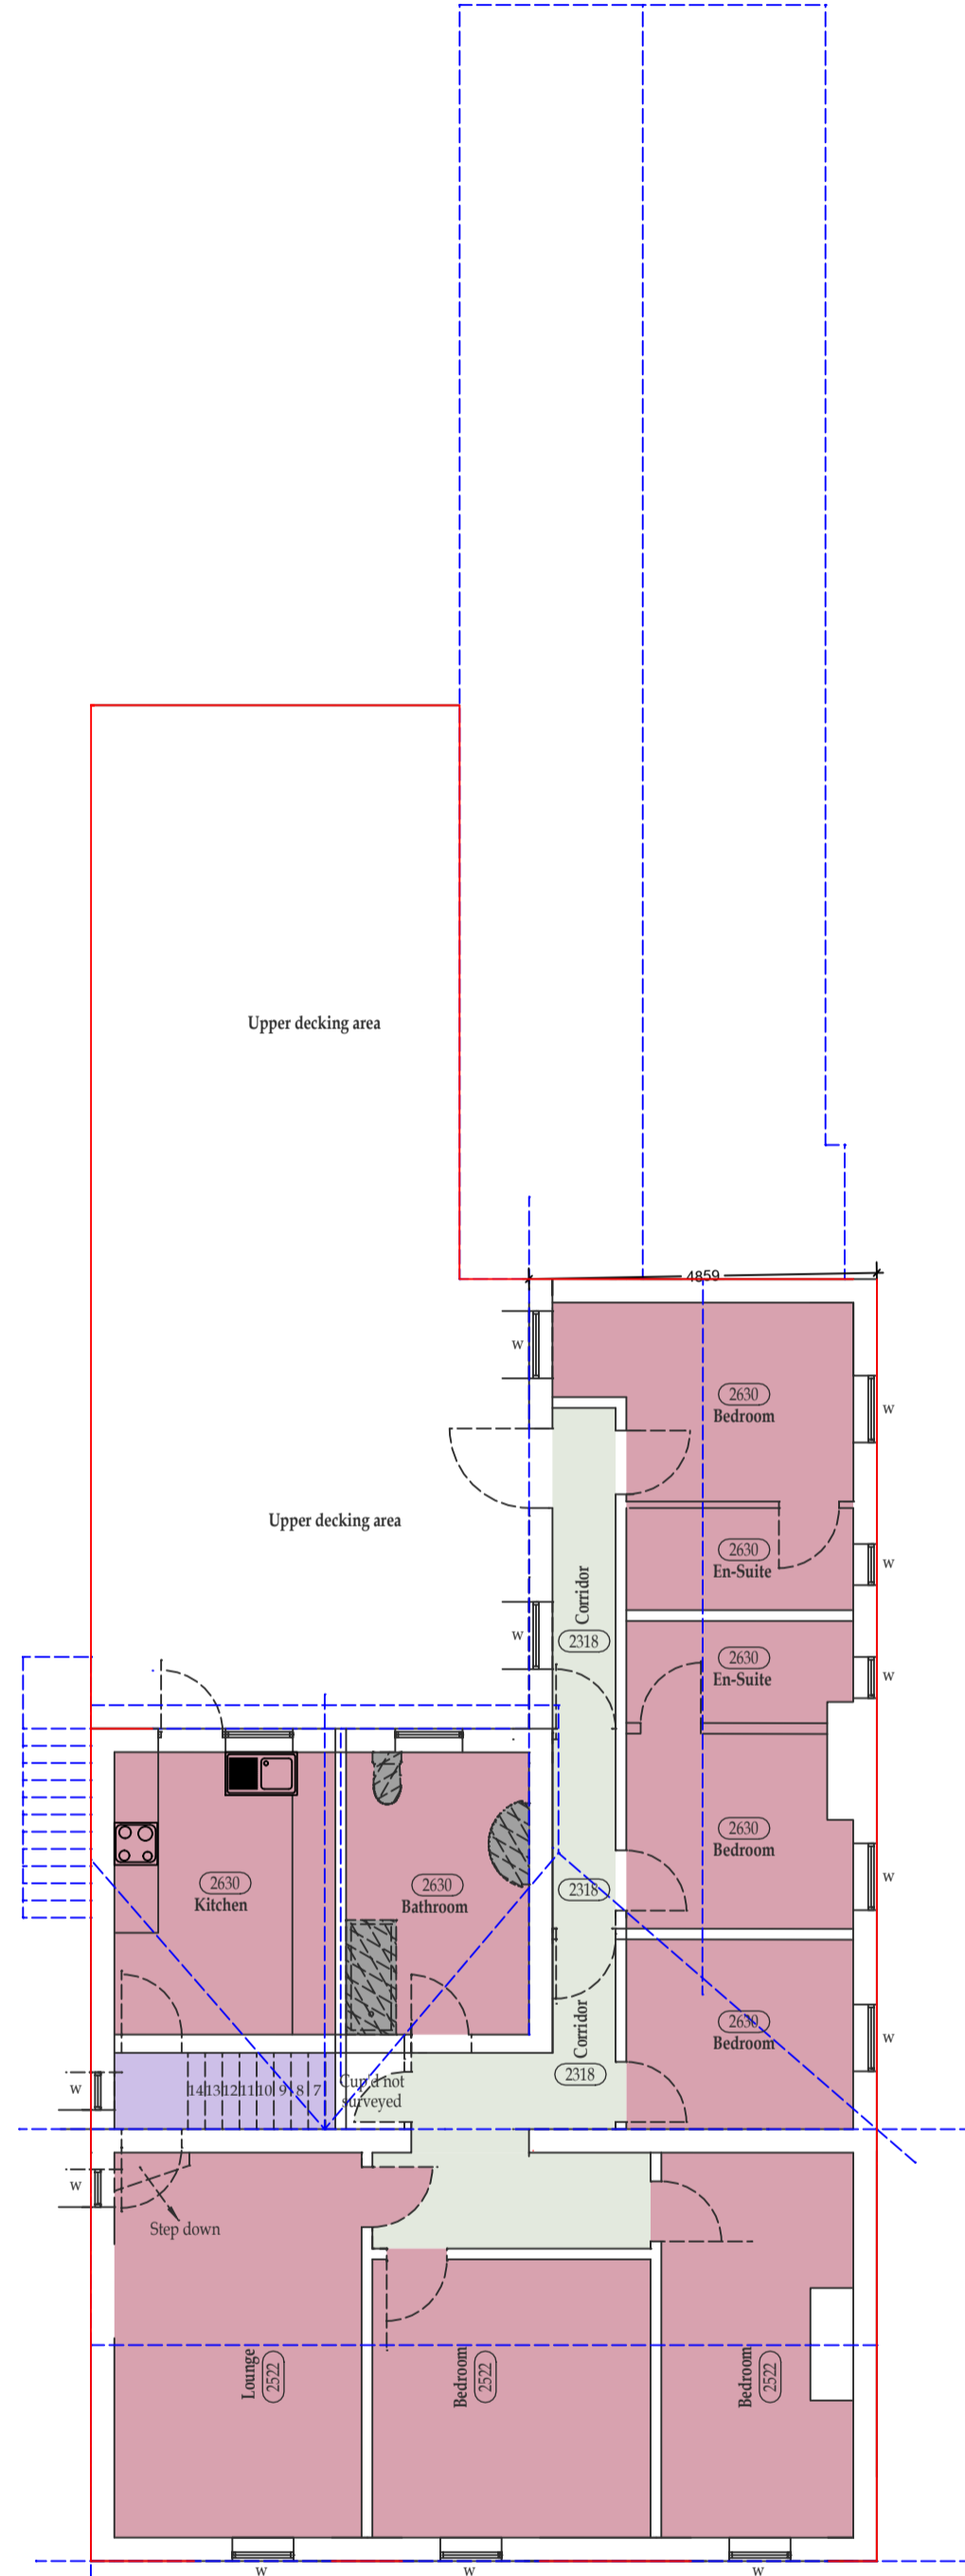 Upper decking area
4859
W
2630
Bedroom
W
Upper decking area
2630
En-Suite
W
Corridor
2318
W
2630
En-Suite
W
2630
Bedroom
W
2630
Kitchen
2630
Bathroom
2318
2630
Bedroom
W
Corridor
2318
W
14 13 12 11 10 9 8 7
Cup'd not
surveyed
W
Step down
Lounge
2522
Bedroom
2522
Bedroom
2522
W
W
W